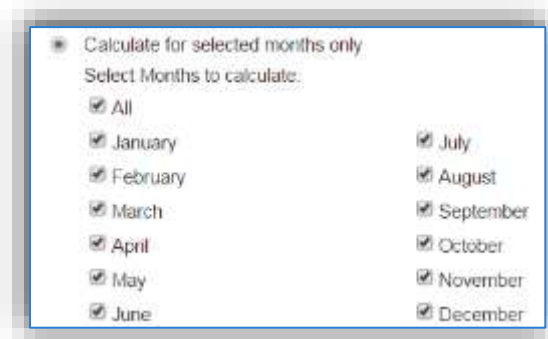 Calculate for selected months only
Select Months to calculate:
All
January
February
March
April
May
June
July
August
September
October
November
December